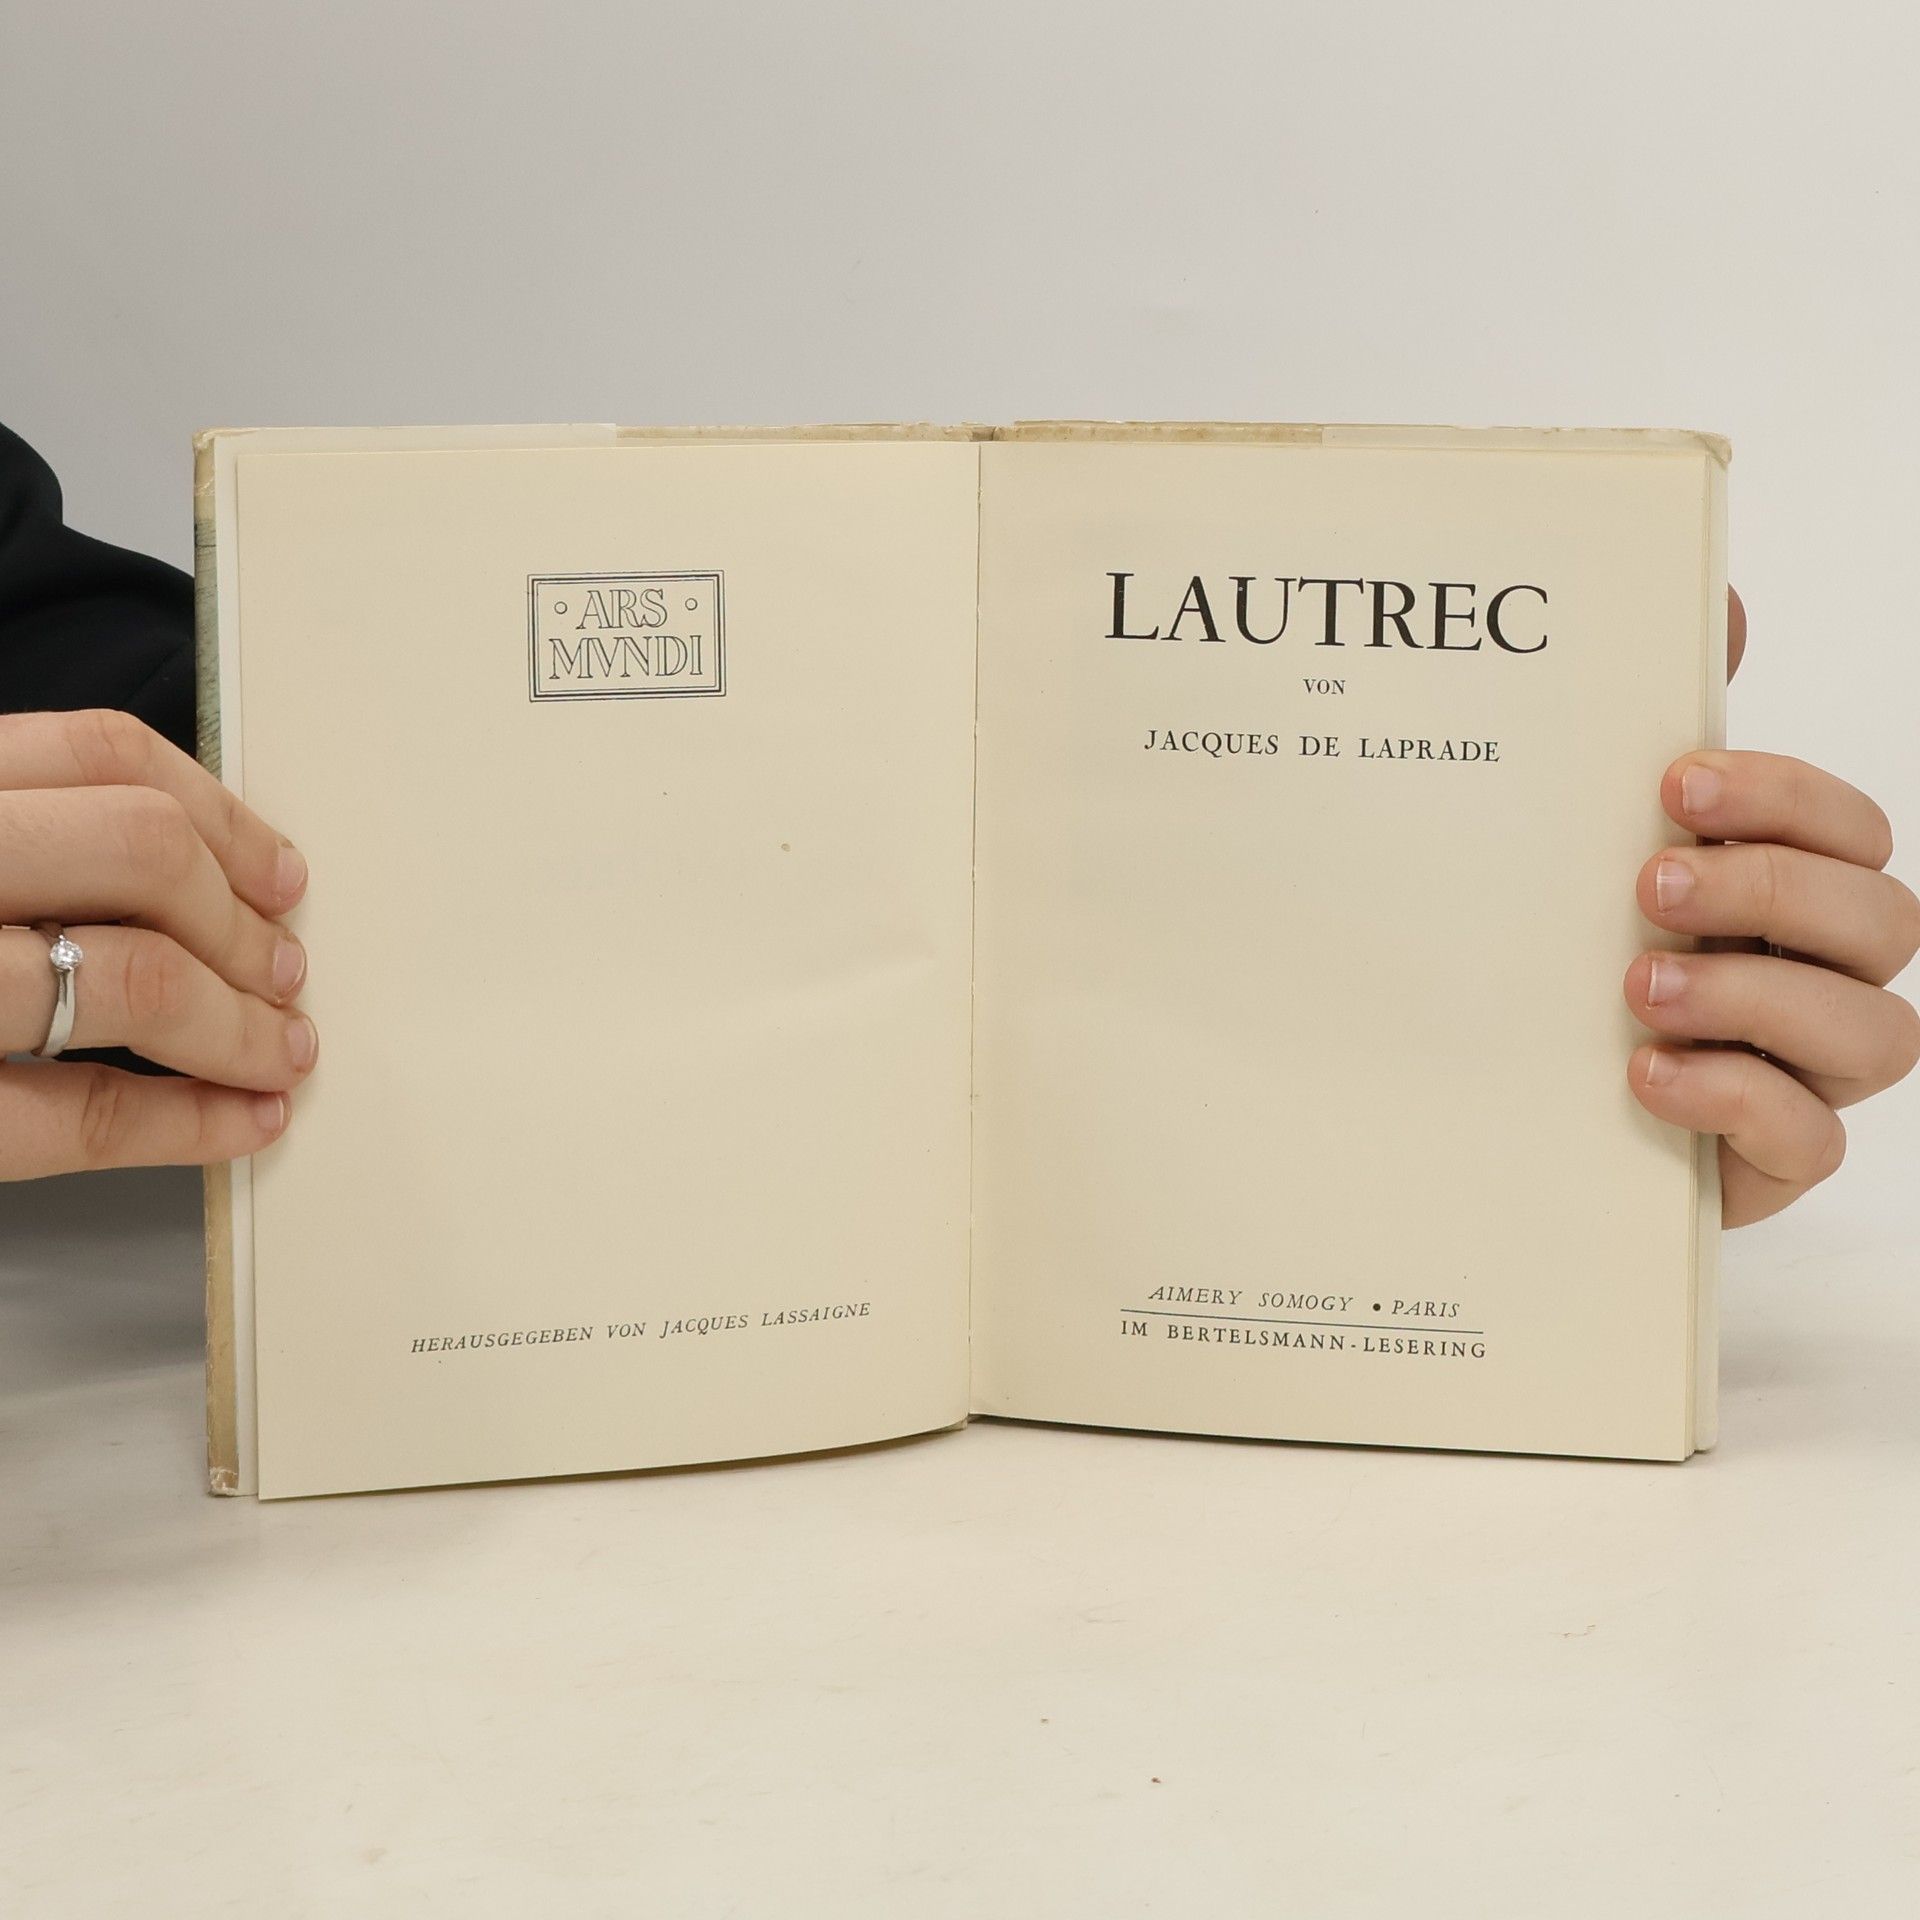 • ARS •
MVNDI
HERAUSGEGEBEN VON JACQUES LASSAIGNE
LAUTREC
VON
JACQUES DE LAPRADE
AIMERY SOMOGY • PARIS
IM BERTELSMANN-LESERING